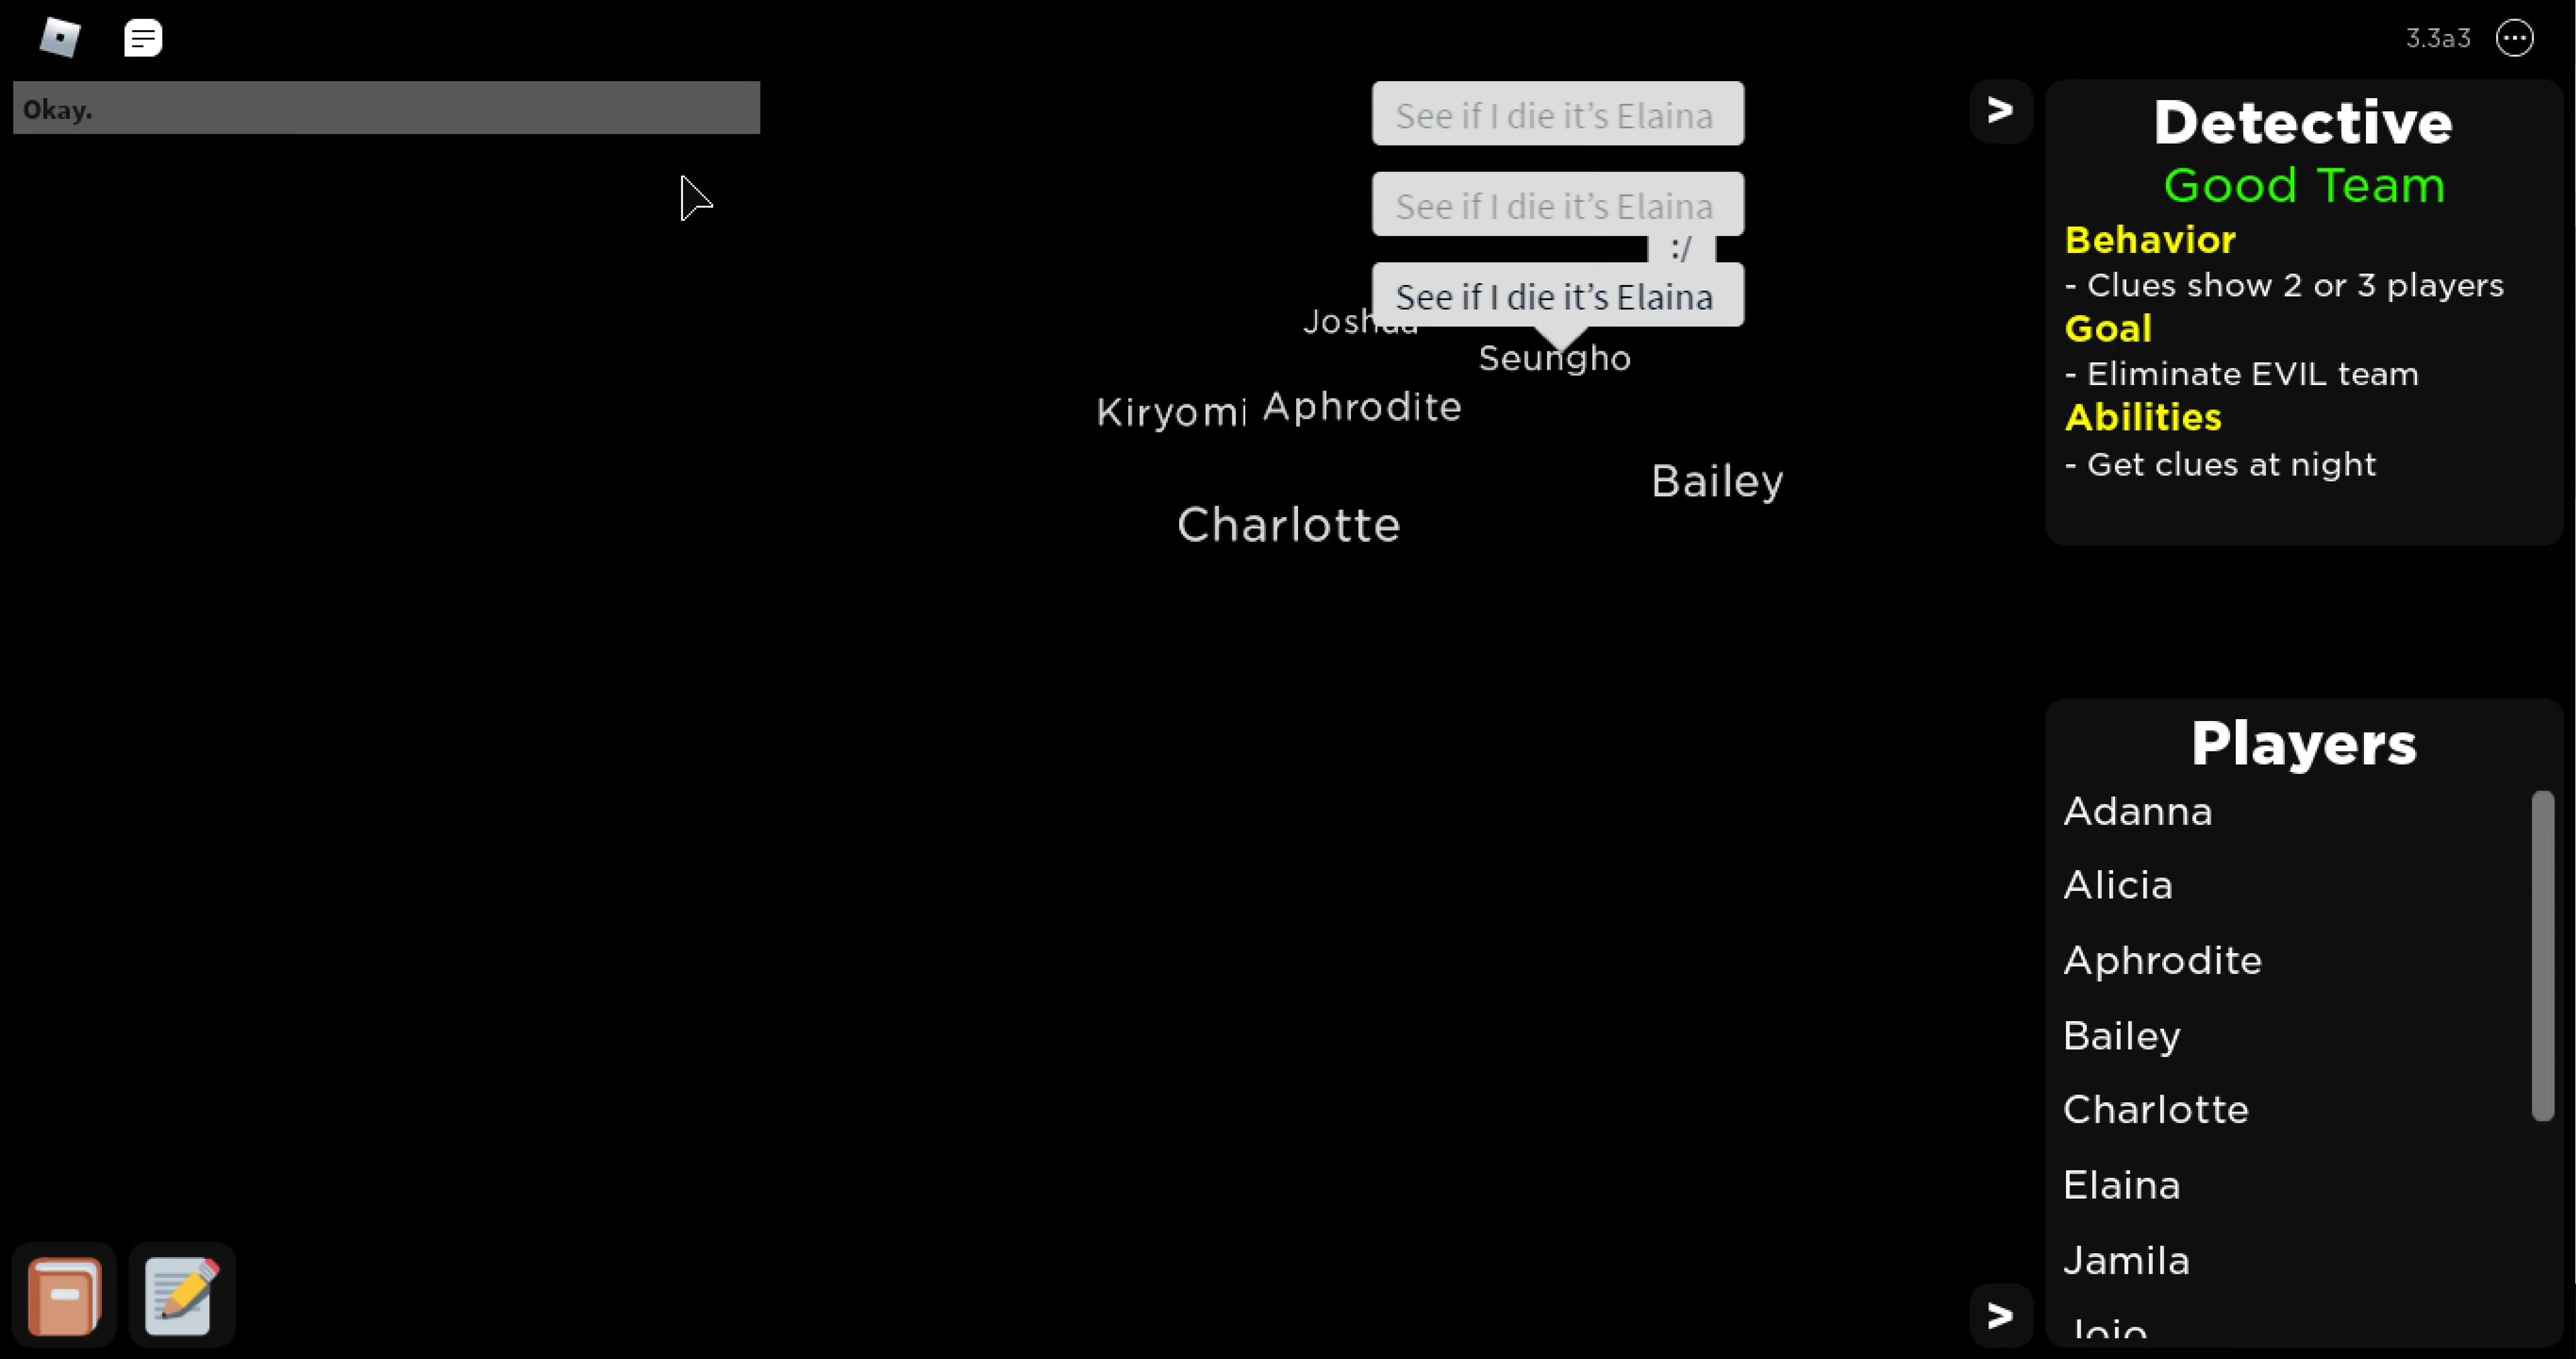 3.3a3
Okay.
See if I die it’s Elaina
See if I die it’s Elaina
:/
See if I die it’s Elaina
Joshua
Seungho
Kiryomi
Aphrodite
Bailey
Charlotte
>
Detective
Good Team
Behavior
- Clues show 2 or 3 players
Goal
- Eliminate EVIL team
Abilities
- Get clues at night
Players
Adanna
Alicia
Aphrodite
Bailey
Charlotte
Elaina
Jamila
Jojo
>